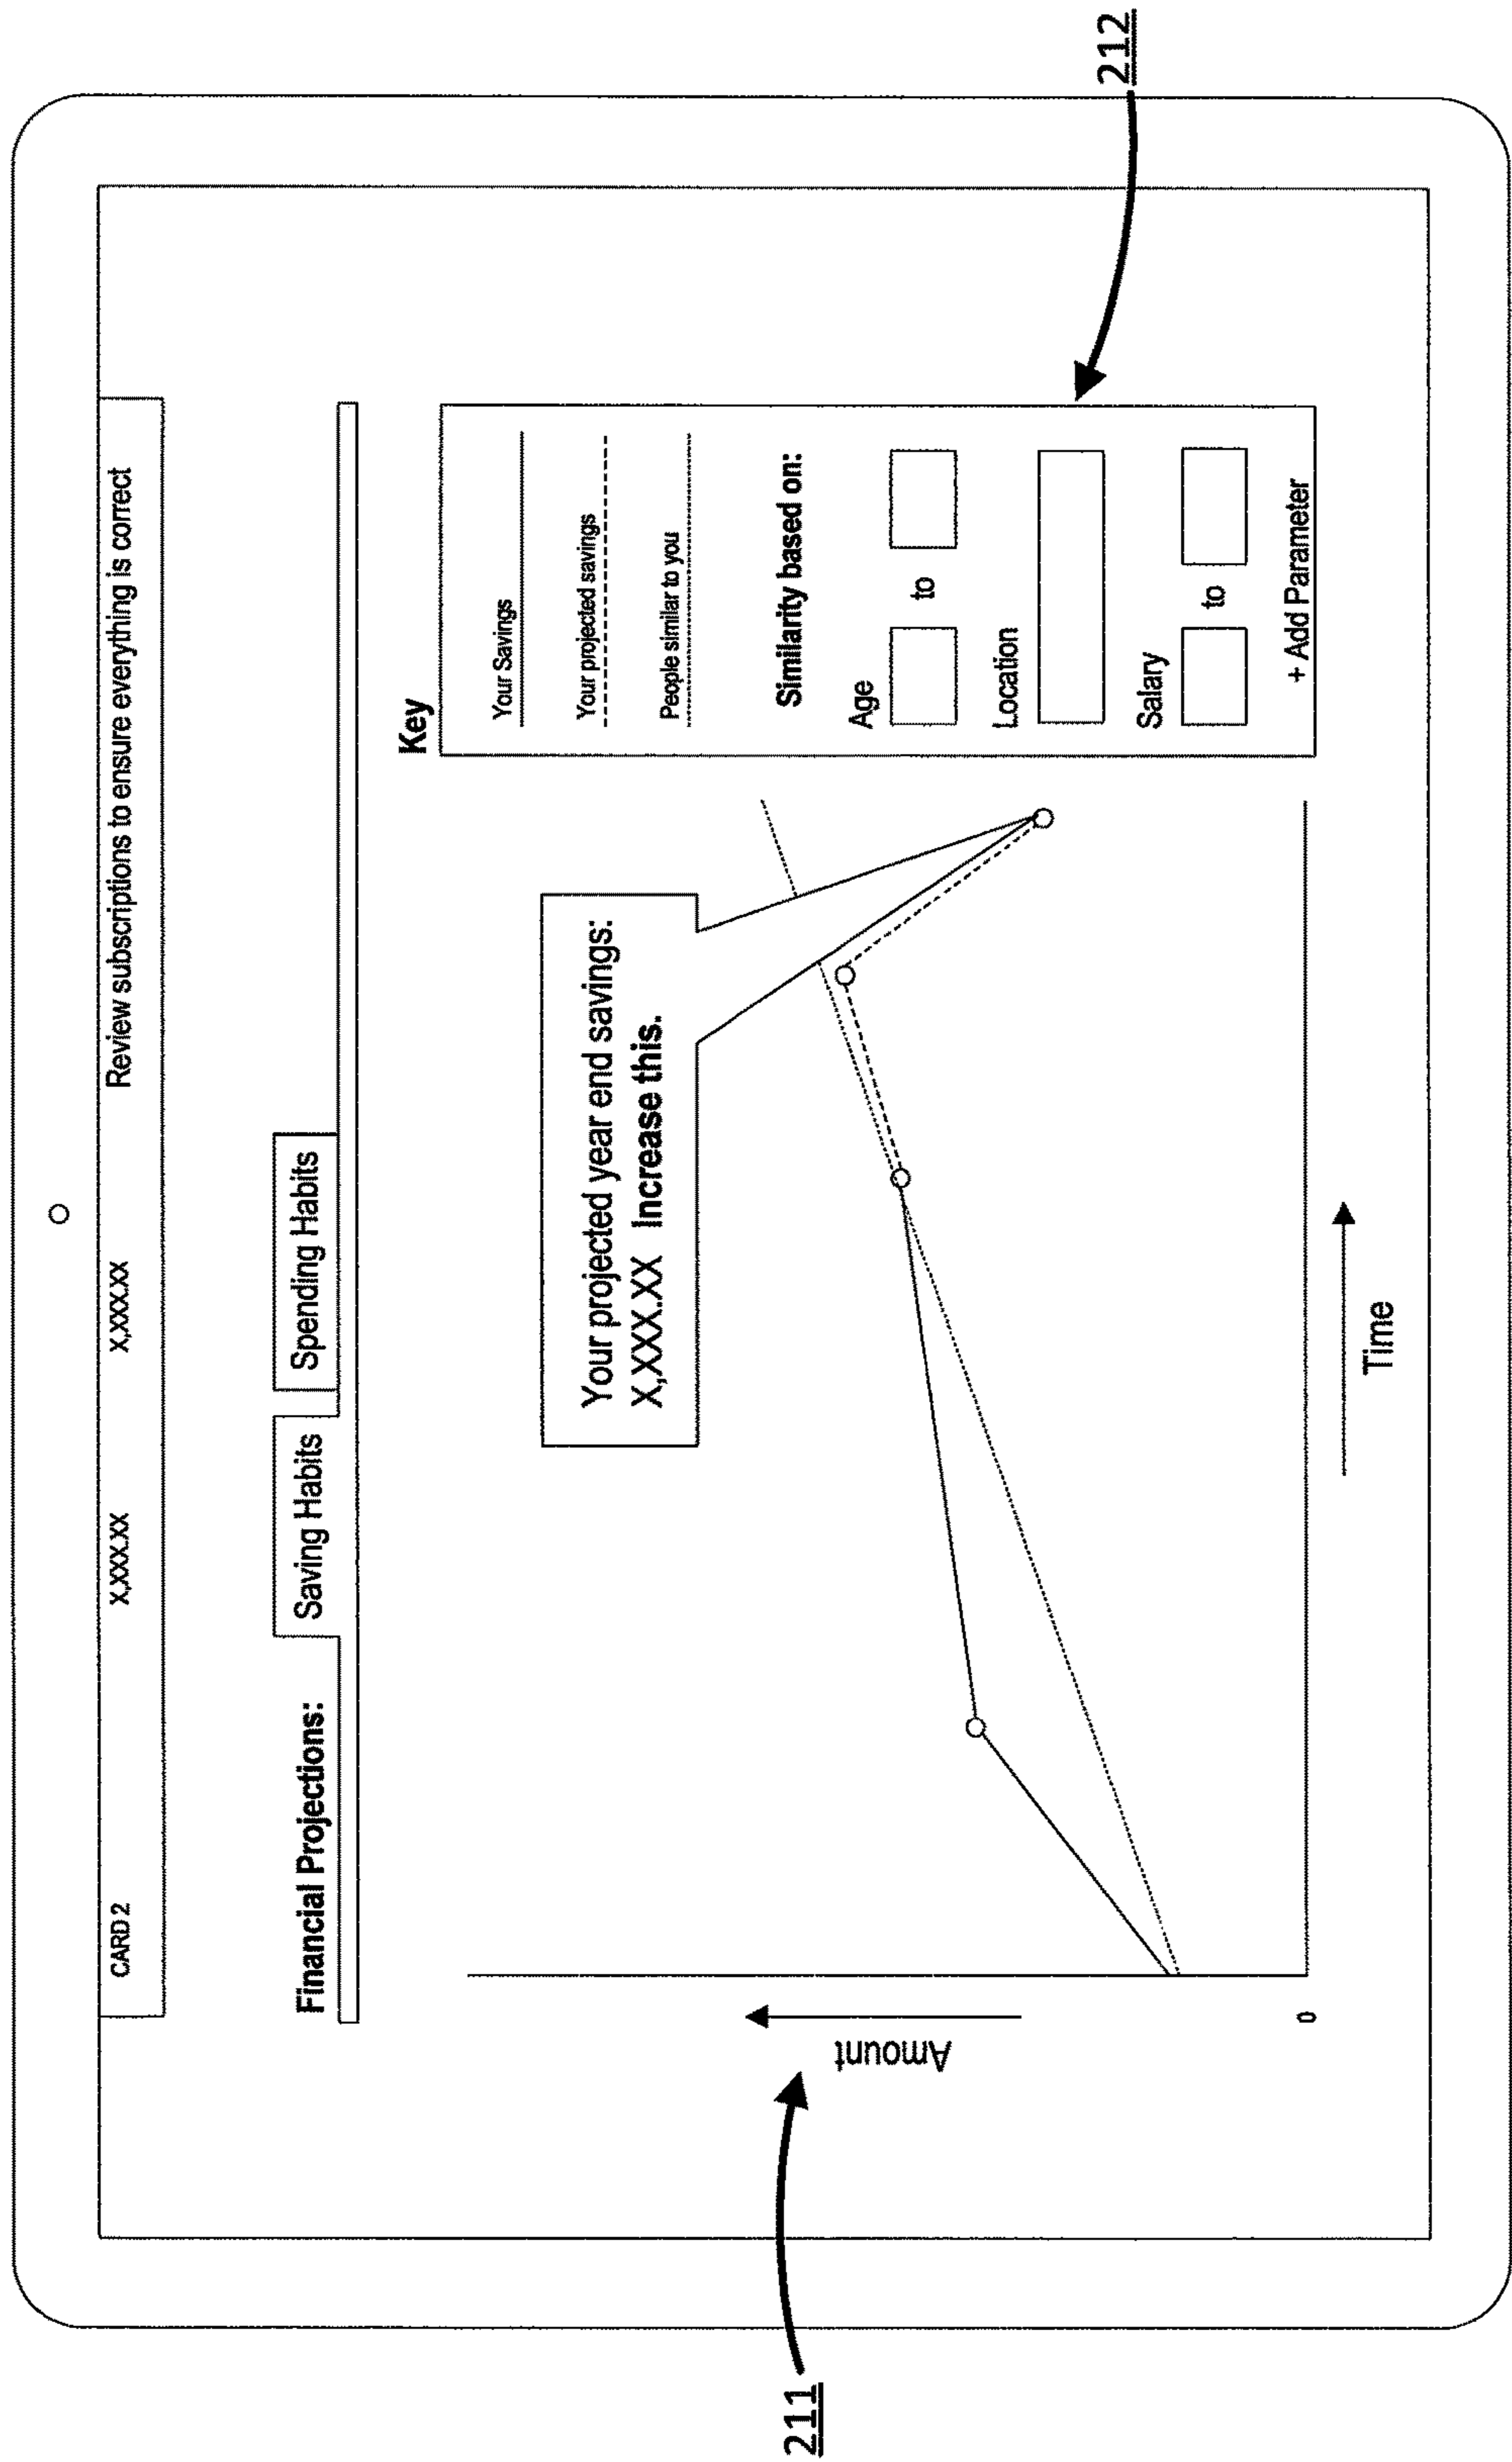 CARD 2 X,XXX.XX X,XXX.XX Review subscriptions to ensure everything is correct
Financial Projections: Saving Habits Spending Habits
Key
Your Savings
Your projected savings
People similar to you
Similarity based on:
Age
to
Location
Salary
to
+ Add Parameter
Your projected year end savings:
X,XXX.XX Increase this.
Amount
0
Time
211
212